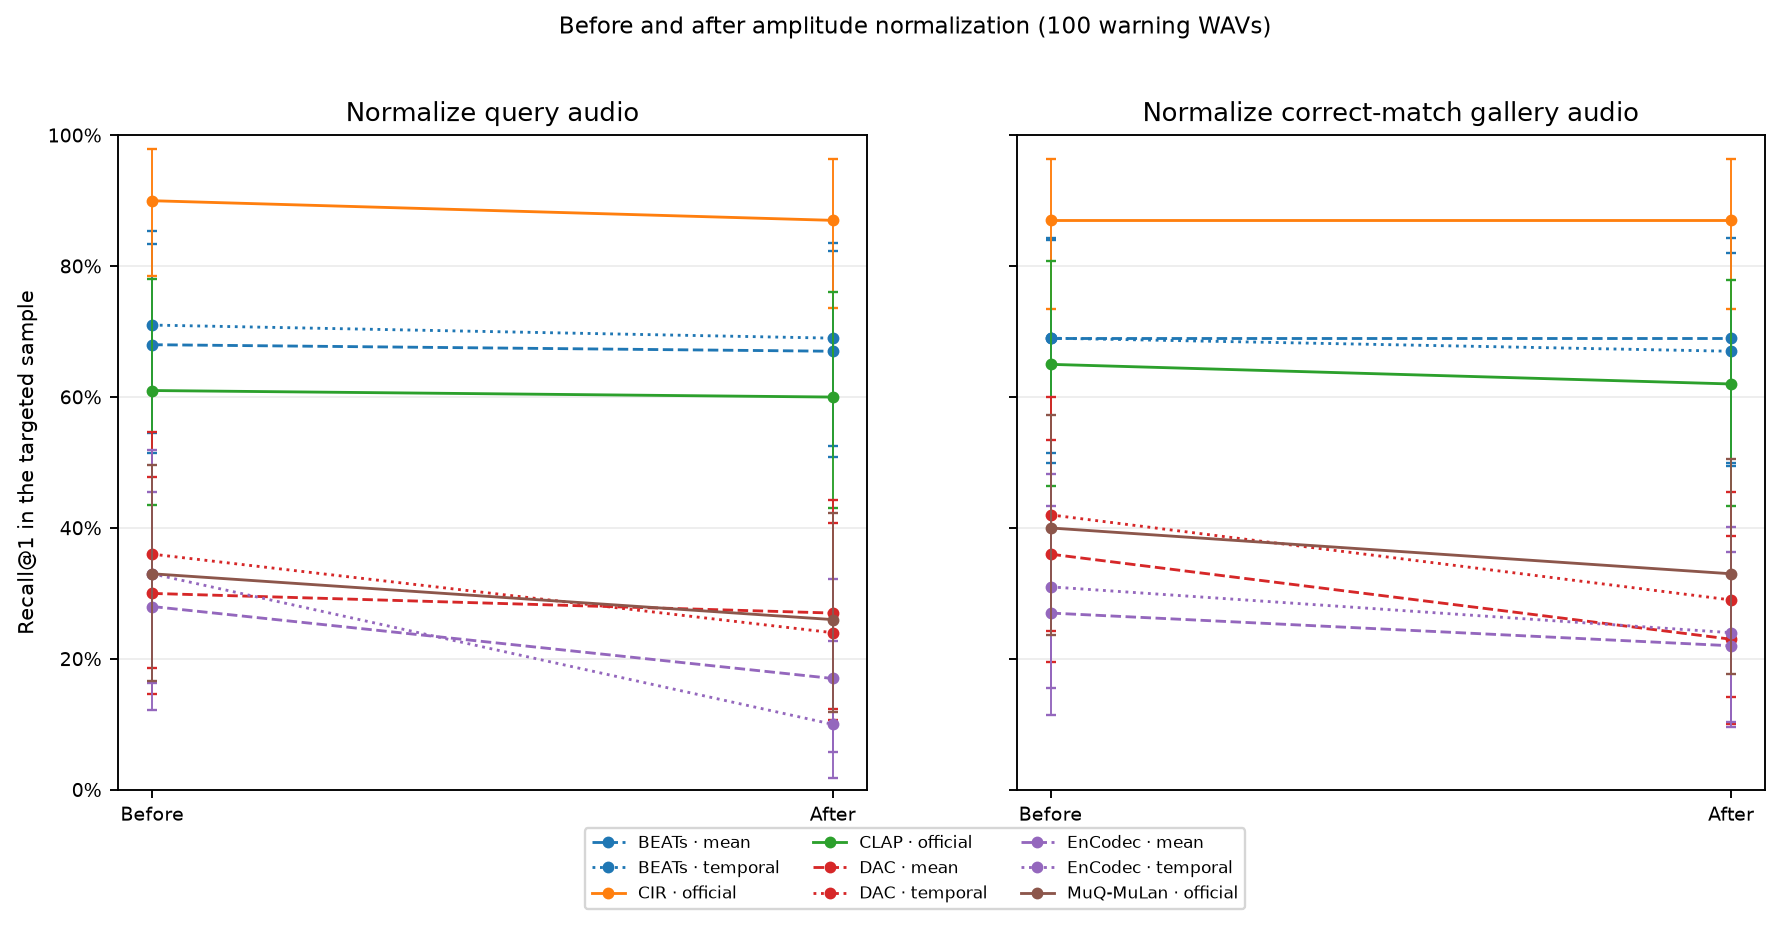 Before and after amplitude normalization (100 warning WAVs)
Normalize query audio
Normalize correct-match gallery audio
Recall@1 in the targeted sample
100%
80%
60%
40%
20%
0%
Before
After
Before
After
BEATs · mean
BEATs · temporal
CIR · official
CLAP · official
DAC · mean
DAC · temporal
EnCodec · mean
EnCodec · temporal
MuQ-MuLan · official